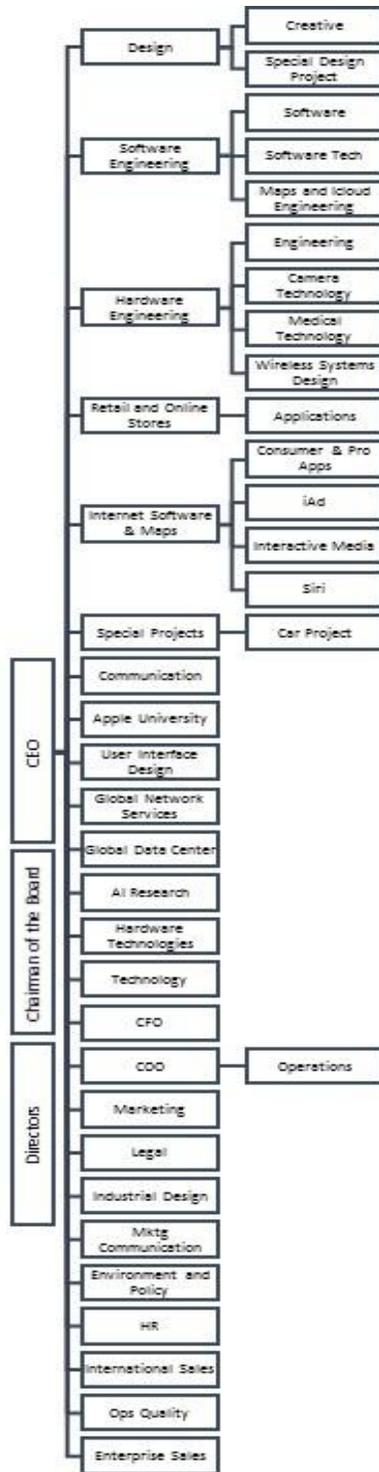 Creative
Design
Special Design
Project
Software
Software
Engineering
Software Tech
Maps and Icloud
Engineering
Engineering
Camera
Technology
Hardware
Engineering
Medical
Technology
Wireless Systems
Design
Retail and Online
Stores
Applications
Consumer & Pro
Apps
iAd
Internet Software
& Maps
Interactive Media
Siri
Special Projects
Car Project
CEO
Communication
Apple University
User Interface
Design
Global Network
Services
Global Data Center
Chairman of the Board
AI Research
Hardware
Technologies
Technology
CFO
Directors
COO
Operations
Marketing
Legal
Industrial Design
Mktg
Communication
Environment and
Policy
HR
International Sales
Ops Quality
Enterprise Sales